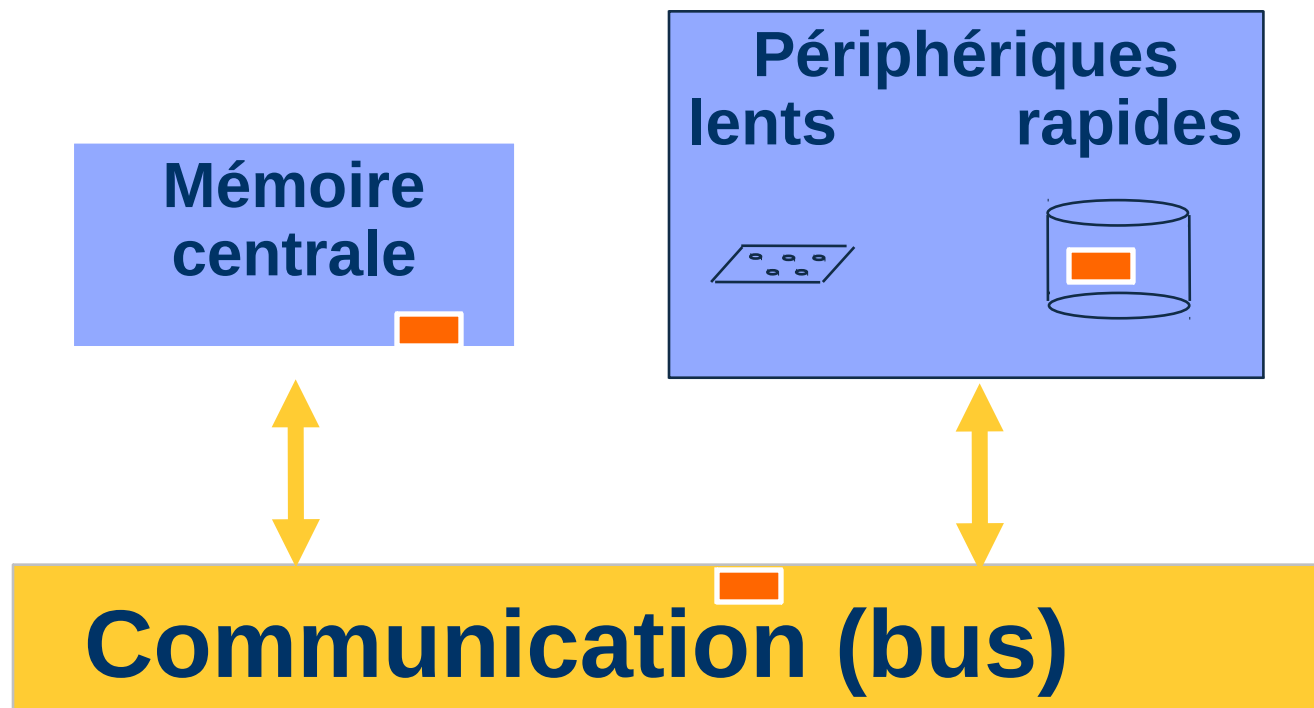 Périphériques
lents rapides
Mémoire
centrale
Communication (bus)